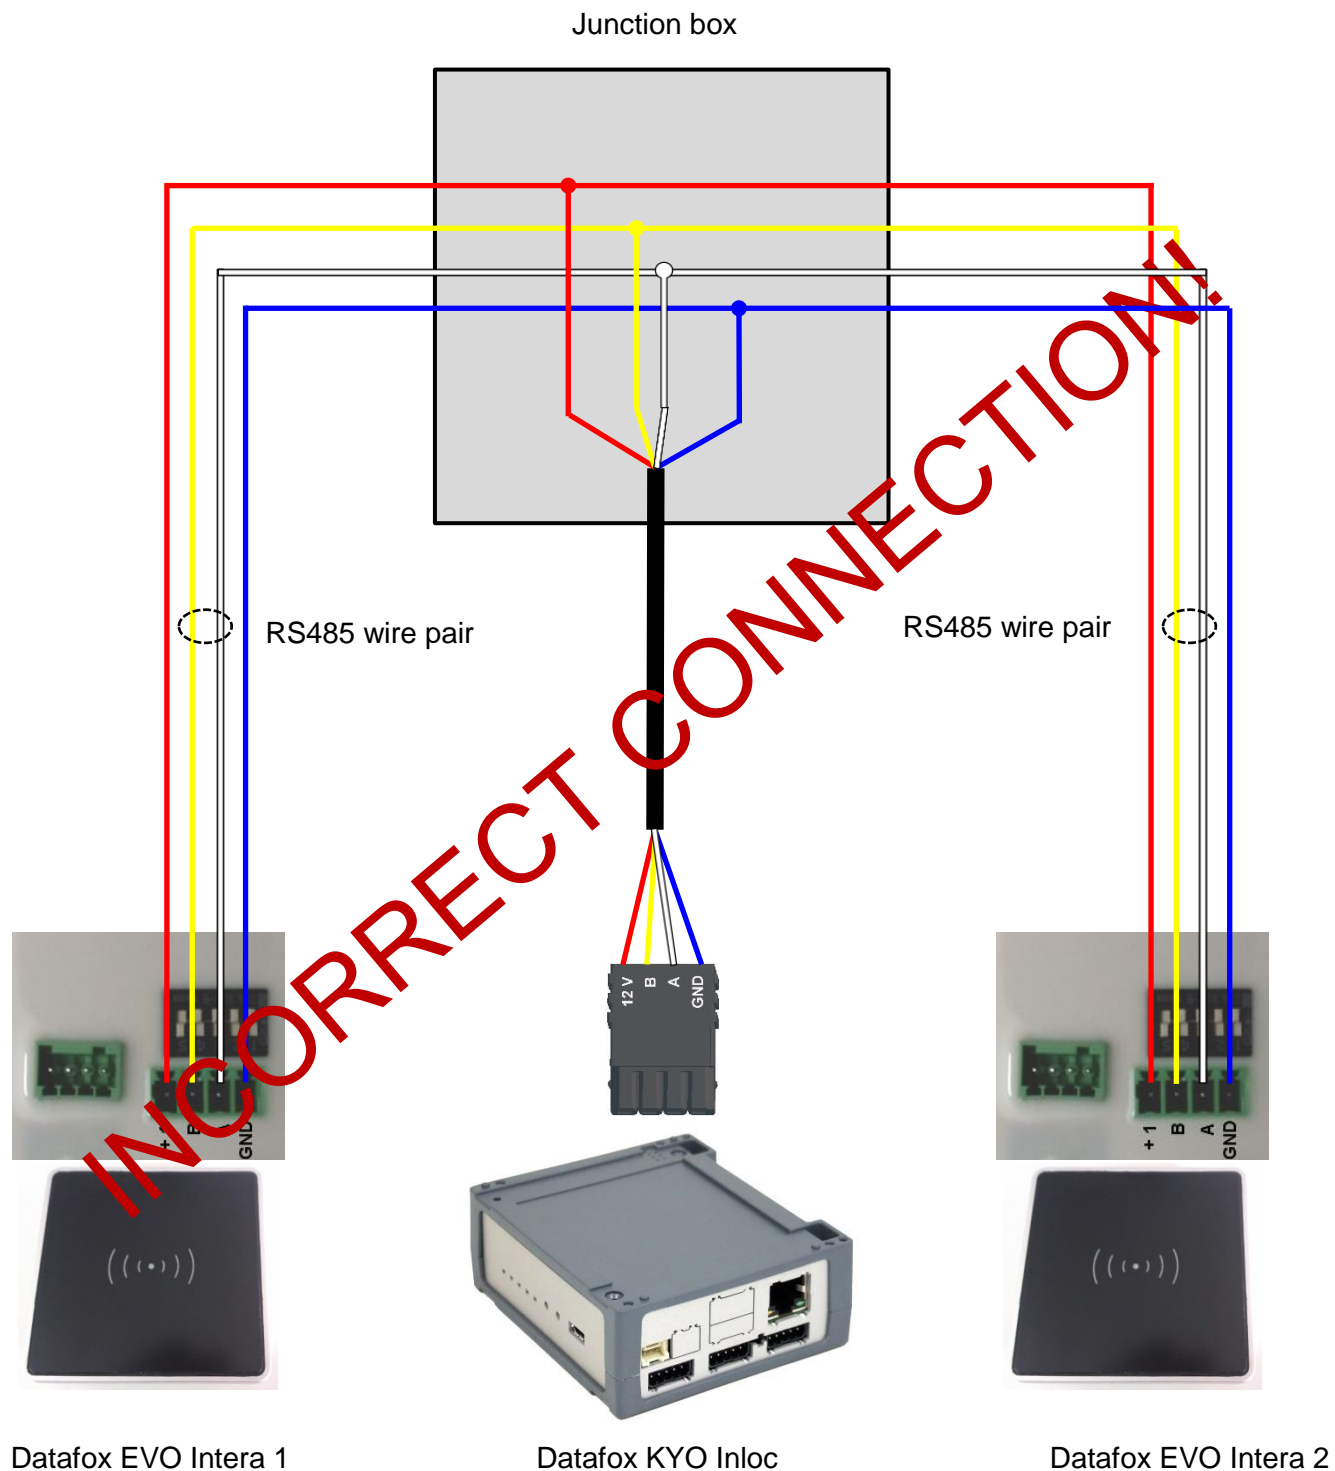 Junction box
INCORRECT CONNECTION!!
RS485 wire pair
RS485 wire pair
12 V
B
A
GND
+ 1
B
A
GND
+ 1
B
A
GND
Datafox EVO Intera 1
Datafox KYO Inloc
Datafox EVO Intera 2